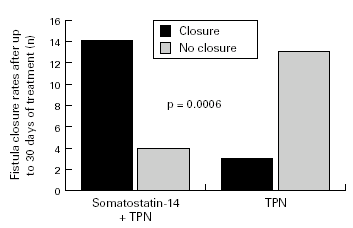 Fistula closure rates after up
to 30 days of treatment (n)
16
14
12
10
8
6
4
2
0
Closure
No closure
p = 0.0006
Somatostatin-14
+ TPN
TPN